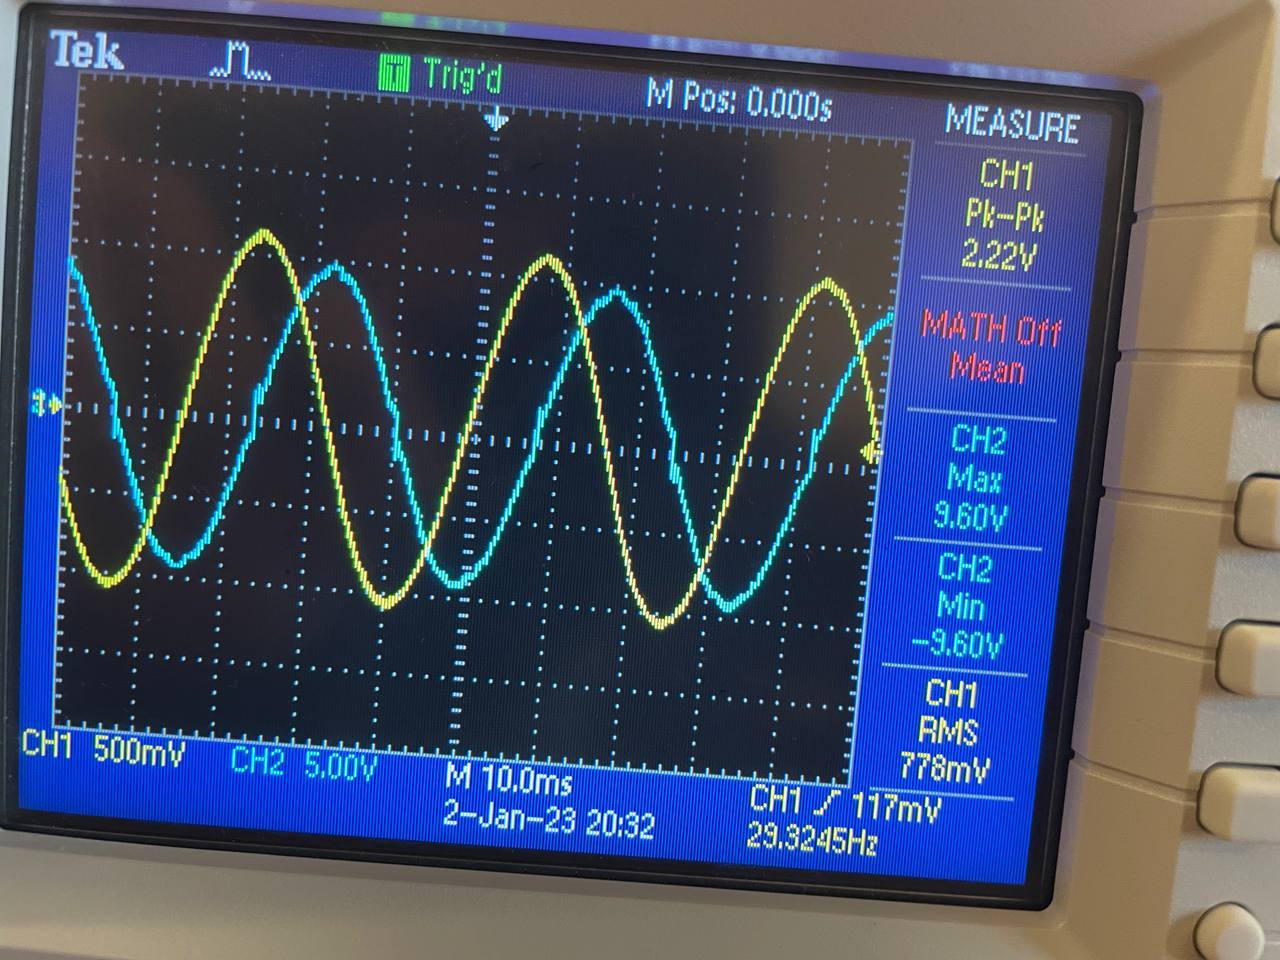 Tek
T Trig'd
M Pos: 0.000s
MEASURE
CH1
Pk-Pk
2.22V
MATH Off
Mean
CH2
Max
9.60V
CH2
Min
-9.60V
CH1
RMS
778mV
CH1 500mV
CH2 5.00V
M 10.0ms
CH1 117mV
2-Jan-23 20:32
29.3245Hz